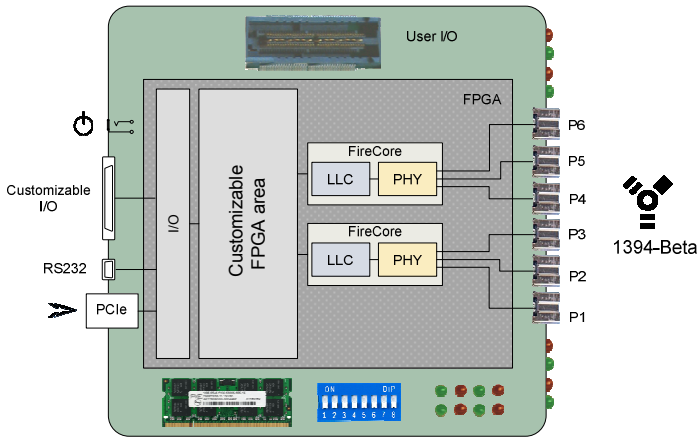 User I/O
FPGA
P6
FireCore
P5
LLC
PHY
P4
Customizable
I/O
I/O
Customizable
FPGA area
FireCore
P3
1394-Beta
RS232
LLC
PHY
P2
PCIe
P1
ON
DIP
1 2 3 4 5 6 7 8